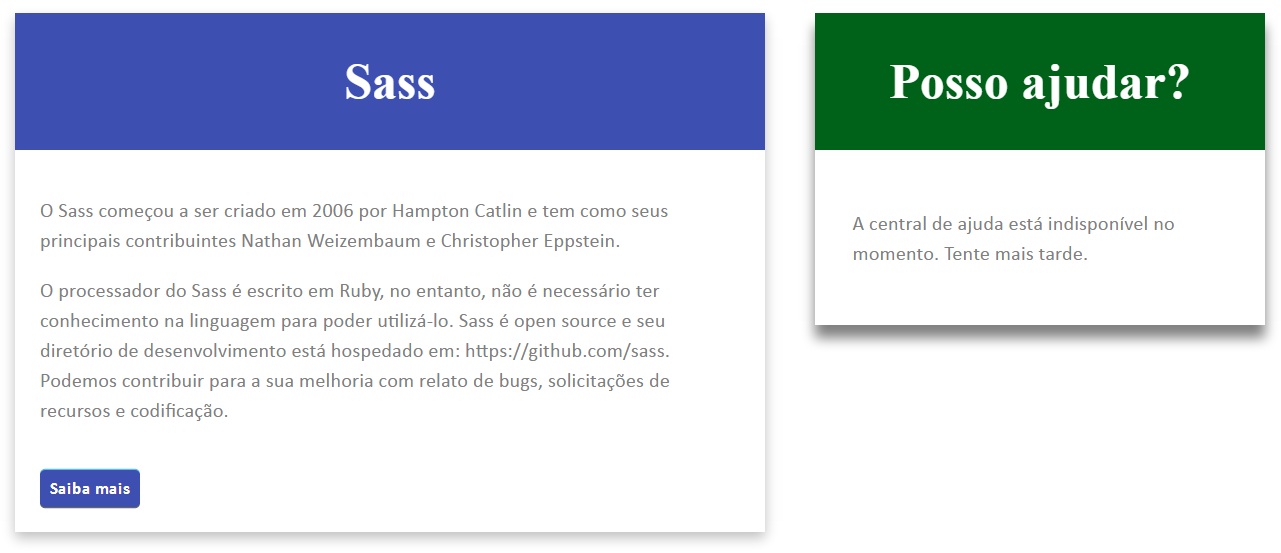 Sass
O Sass começou a ser criado em 2006 por Hampton Catlin e tem como seus
principais contribuintes Nathan Weizembaum e Christopher Eppstein.
O processador do Sass é escrito em Ruby, no entanto, não é necessário ter
conhecimento na linguagem para poder utilizá-lo. Sass é open source e seu
diretório de desenvolvimento está hospedado em: https://github.com/sass.
Podemos contribuir para a sua melhoria com relato de bugs, solicitações de
recursos e codificação.
Saiba mais
Posso ajudar?
A central de ajuda está indisponível no
momento. Tente mais tarde.